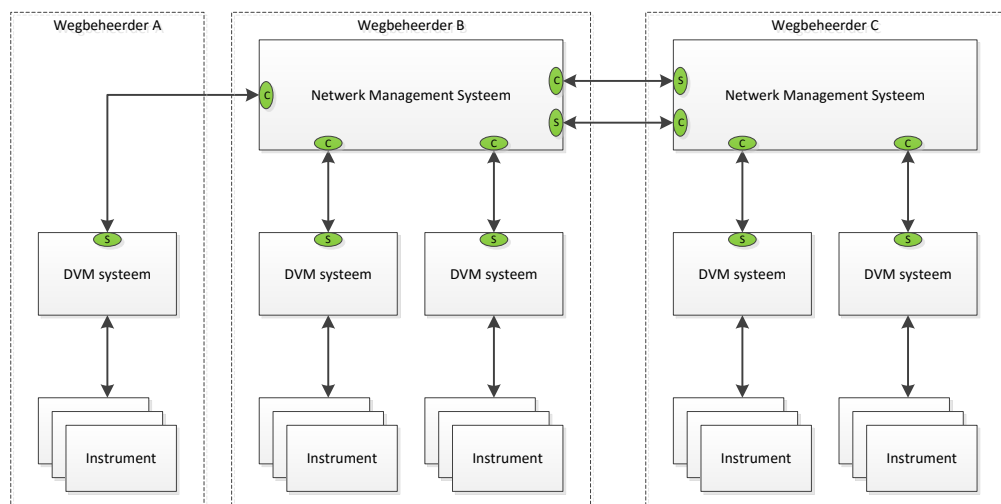 Wegbeheerder A
Wegbeheerder B
Wegbeheerder C
Netwerk Management Systeem
C
C
S
C
C
Netwerk Management Systeem
S
C
C
C
S
DVM systeem
S
DVM systeem
S
DVM systeem
S
DVM systeem
S
DVM systeem
Instrument
Instrument
Instrument
Instrument
Instrument